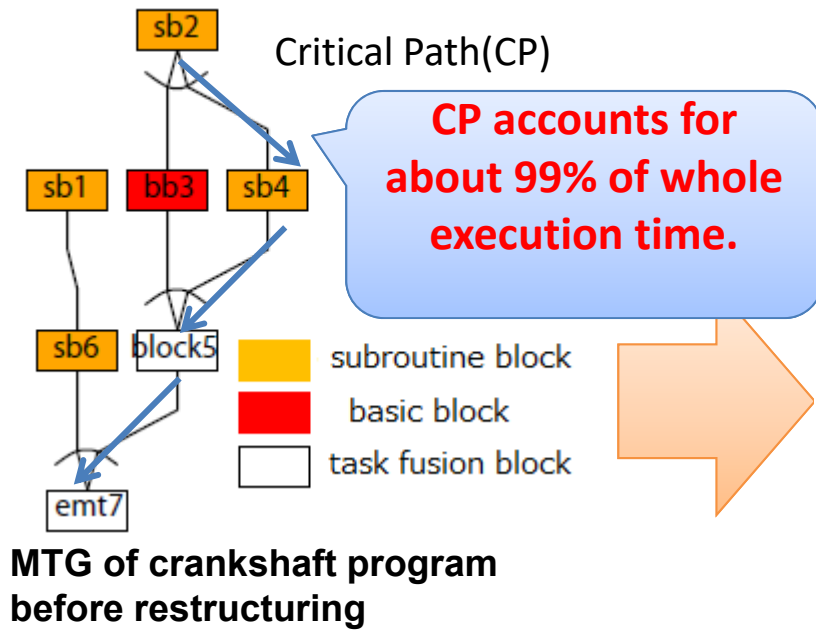 sb2
Critical Path(CP)
CP accounts for
about 99% of whole
execution time.
sb1
bb3
sb4
sb6
block5
subroutine block
basic block
task fusion block
emt7
MTG of crankshaft program
before restructuring